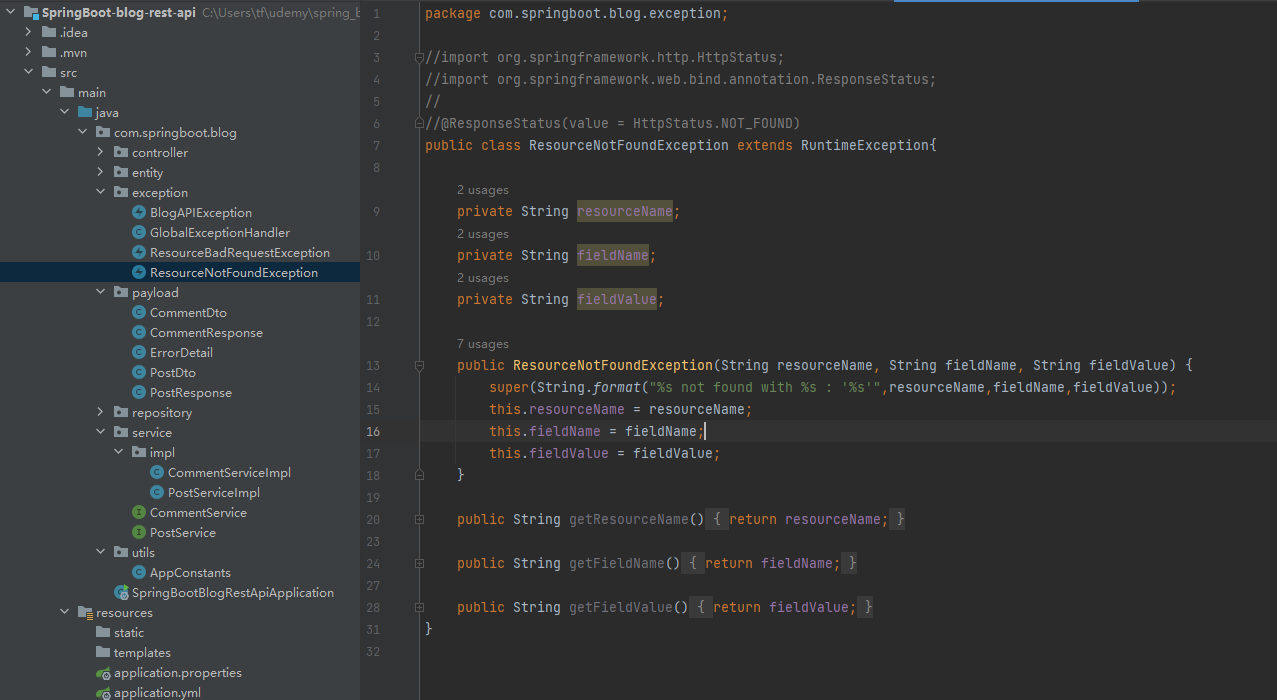 SpringBoot-blog-rest-api C:\Users\tf\udemy\spring_b
.idea
.mvn
src
main
java
com.springboot.blog
controller
entity
exception
BlogAPIException
GlobalExceptionHandler
ResourceBadRequestException
ResourceNotFoundException
payload
CommentDto
CommentResponse
ErrorDetail
PostDto
PostResponse
repository
service
impl
CommentServiceImpl
PostServiceImpl
CommentService
PostService
utils
AppConstants
SpringBootBlogRestApiApplication
resources
static
templates
application.properties
application.yml
1 package com.springboot.blog.exception;
2
3 //import org.springframework.http.HttpStatus;
4 //import org.springframework.web.bind.annotation.ResponseStatus;
5 //
6 //@ResponseStatus(value = HttpStatus.NOT_FOUND)
7 public class ResourceNotFoundException extends RuntimeException{
8
2 usages
9 private String resourceName;
2 usages
10 private String fieldName;
2 usages
11 private String fieldValue;
12
7 usages
13 public ResourceNotFoundException(String resourceName, String fieldName, String fieldValue) {
14 super(String.format("%s not found with %s : '%s'",resourceName,fieldName,fieldValue));
15 this.resourceName = resourceName;
16 this.fieldName = fieldName;
17 this.fieldValue = fieldValue;
18 }
19
20 public String getResourceName() { return resourceName; }
23
24 public String getFieldName() { return fieldName; }
27
28 public String getFieldValue() { return fieldValue; }
31 }
32